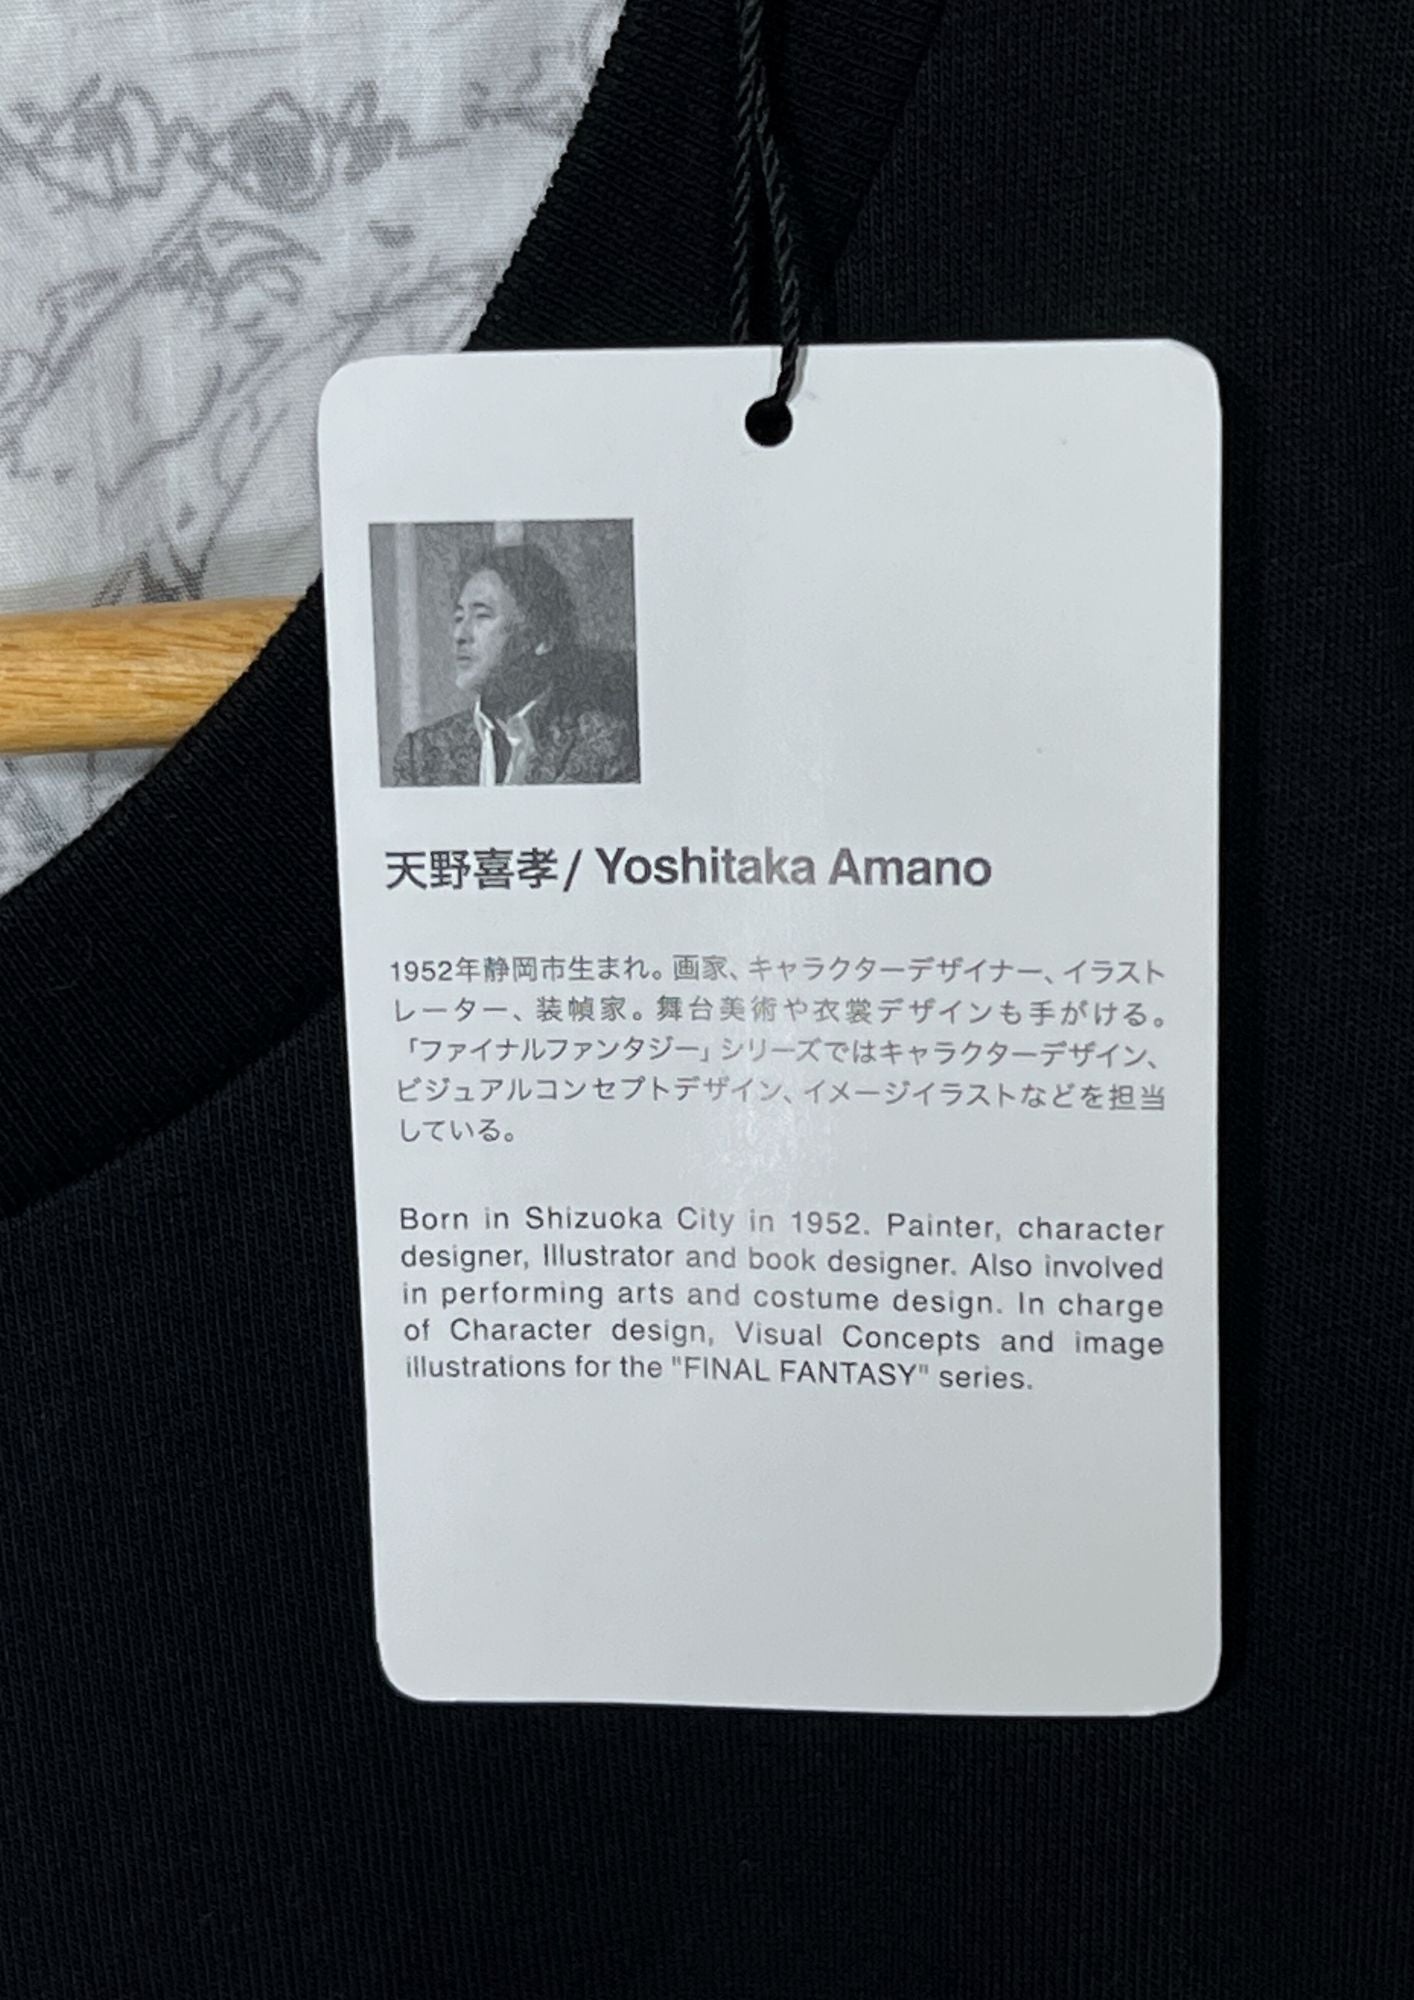 天野喜孝 / Yoshitaka Amano
1952年静岡市生まれ。画家、キャラクターデザイナー、イラスト
レーター、装幀家。舞台美術や衣裳デザインも手がける。
「ファイナルファンタジー」シリーズではキャラクターデザイン、
ビジュアルコンセプトデザイン、イメージイラストなどを担当
している。
Born in Shizuoka City in 1952. Painter, character
designer, Illustrator and book designer. Also involved
in performing arts and costume design. In charge
of Character design, Visual Concepts and image
illustrations for the "FINAL FANTASY" series.